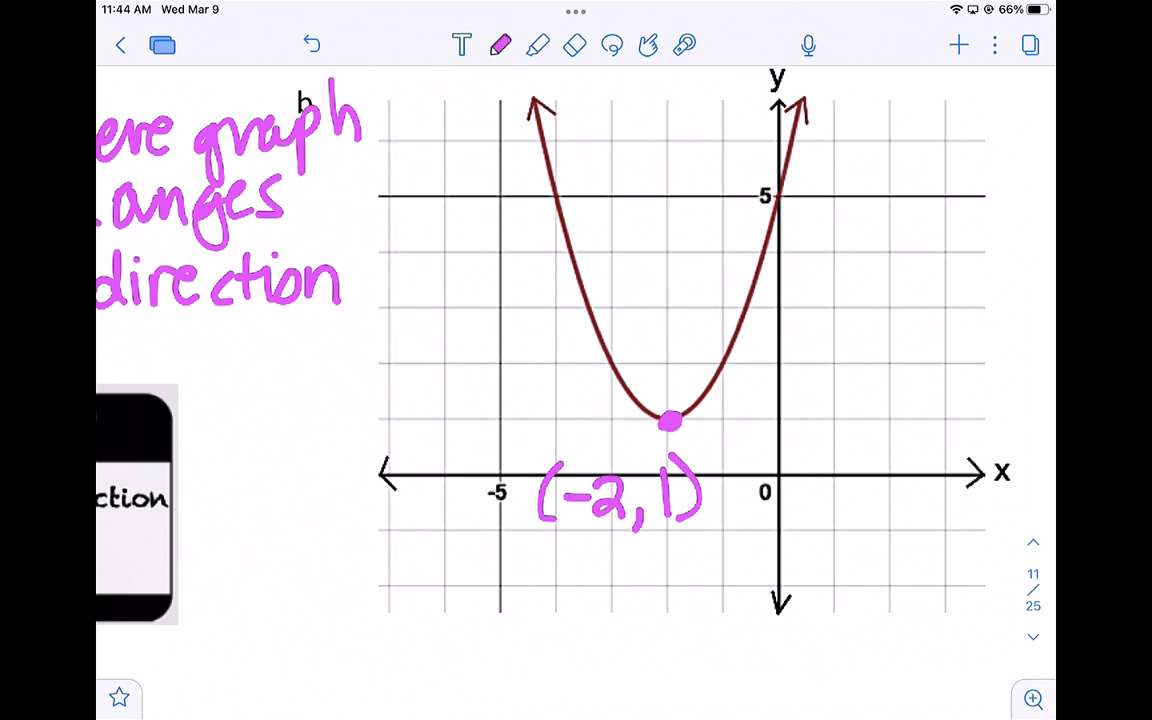 11:44 AM Wed Mar 9
66%
T
b
ere graph
anges
direction
ction
y
5
x
-5
0
(-2, 1)
11
/
25